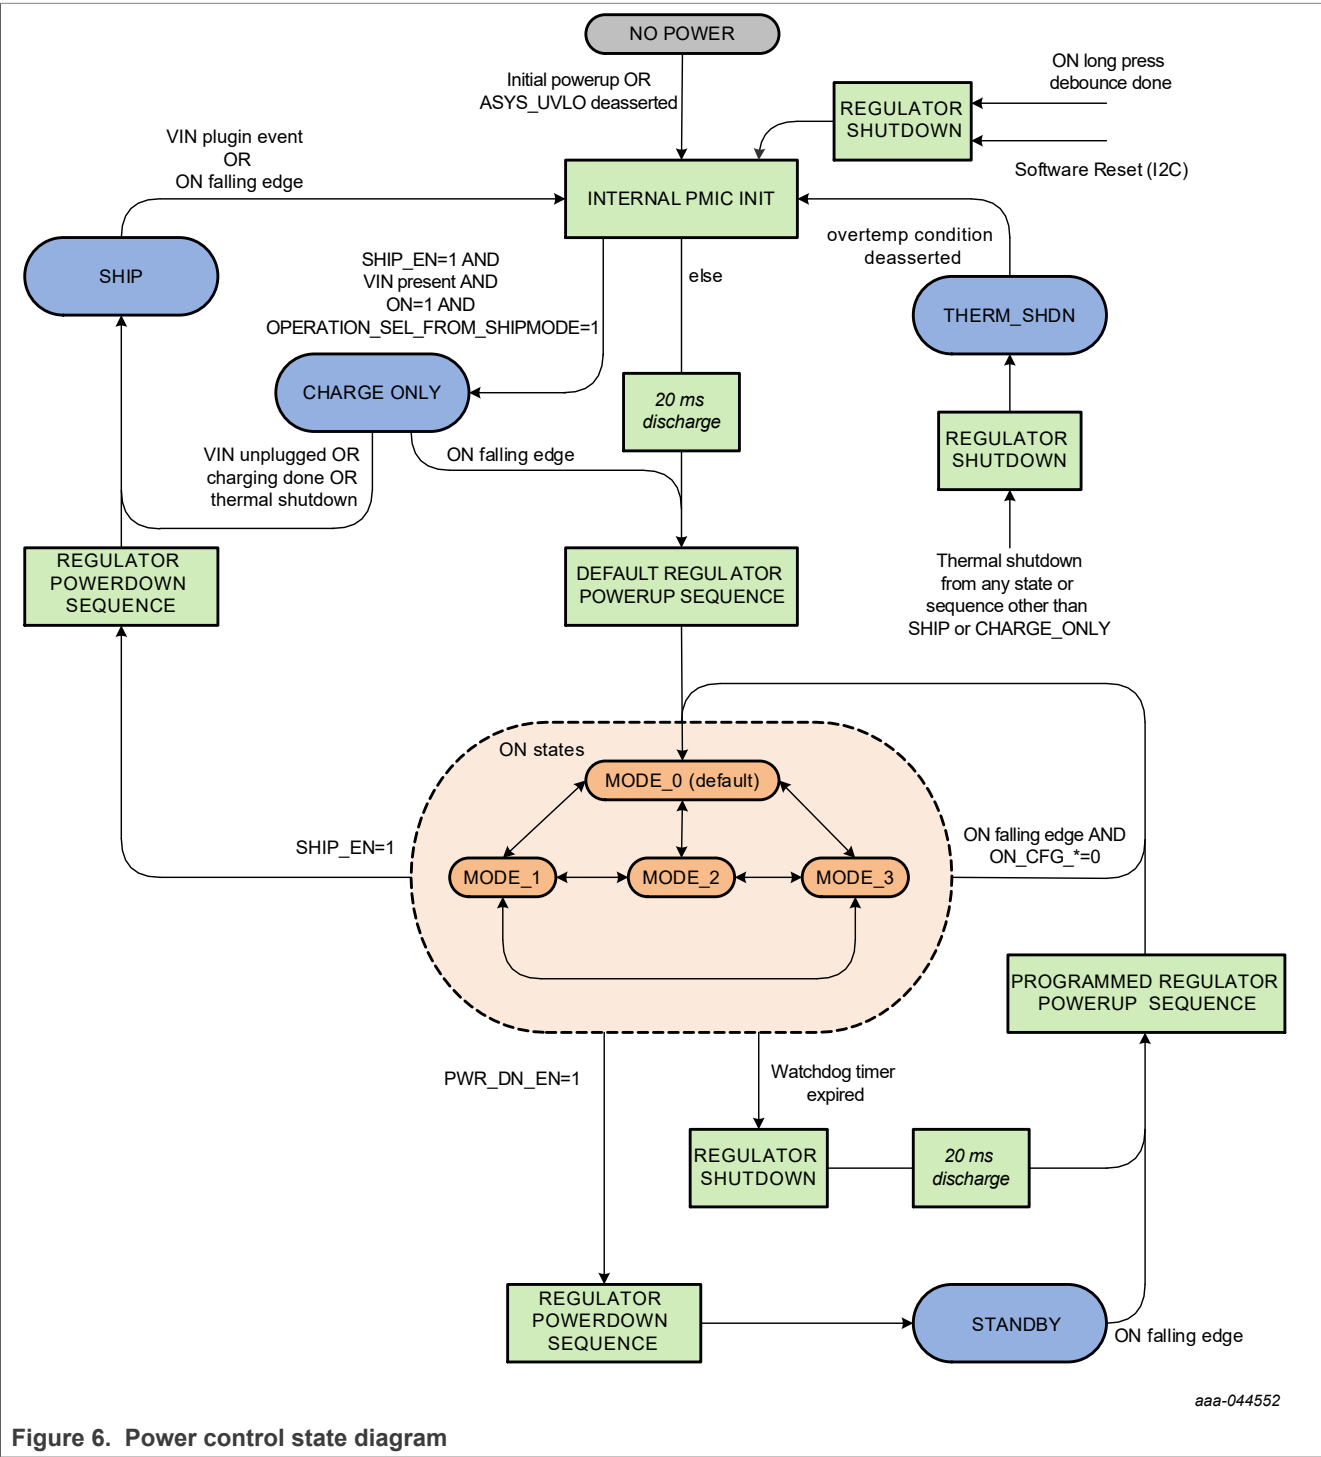 NO POWER
Initial powerup OR
ASYS_UVLO deasserted
ON long press
debounce done
REGULATOR
SHUTDOWN
Software Reset (I2C)
VIN plugin event
OR
ON falling edge
INTERNAL PMIC INIT
overtemp condition
deasserted
SHIP
SHIP_EN=1 AND
VIN present AND
ON=1 AND
OPERATION_SEL_FROM_SHIPMODE=1
else
THERM_SHDN
CHARGE ONLY
20 ms
discharge
REGULATOR
SHUTDOWN
VIN unplugged OR
charging done OR
thermal shutdown
ON falling edge
REGULATOR
POWERDOWN
SEQUENCE
DEFAULT REGULATOR
POWERUP SEQUENCE
Thermal shutdown
from any state or
sequence other than
SHIP or CHARGE_ONLY
ON states
MODE_0 (default)
SHIP_EN=1
MODE_1
MODE_2
MODE_3
ON falling edge AND
ON_CFG_*=0
PROGRAMMED REGULATOR
POWERUP SEQUENCE
PWR_DN_EN=1
Watchdog timer
expired
REGULATOR
SHUTDOWN
20 ms
discharge
REGULATOR
POWERDOWN
SEQUENCE
STANDBY
ON falling edge
aaa-044552
Figure 6. Power control state diagram